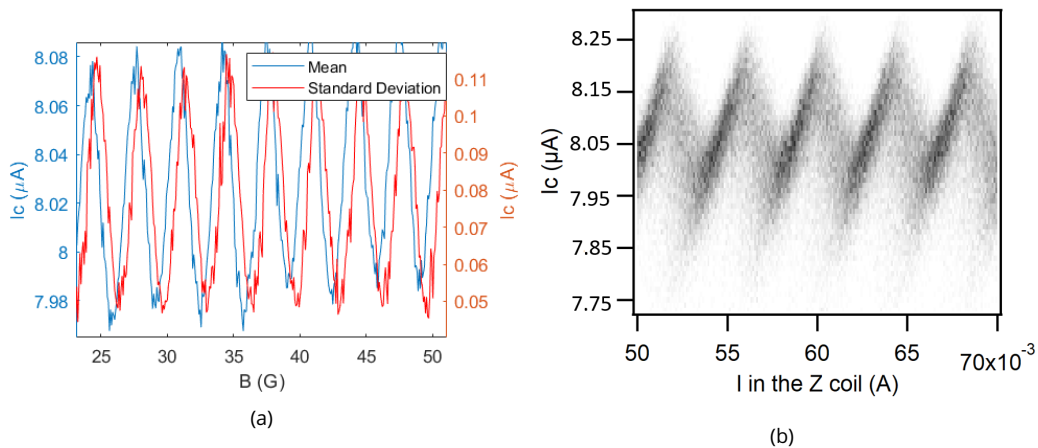 8.08
8.06
8.04
8.02
8
7.98
Ic (μA)
Mean
Standard Deviation
0.11
0.1
0.09
0.08
0.07
0.06
0.05
Ic (μA)
25
30
35
40
45
50
B (G)
(a)
8.25
8.15
8.05
7.95
7.85
7.75
Ic (μA)
50
55
60
65
70x10⁻³
I in the Z coil (A)
(b)